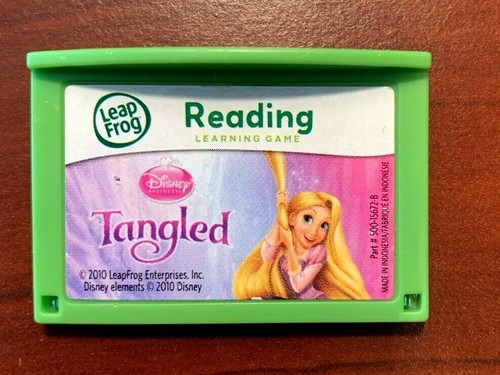 Leap
Frog
Reading
LEARNING GAME
Disney
PRINCESS
Tangled
© 2010 LeapFrog Enterprises, Inc.
Disney elements © 2010 Disney
Part # 500-15672-B
MADE IN INDONESIA/FABRIQUÉ EN INDONÉSIE